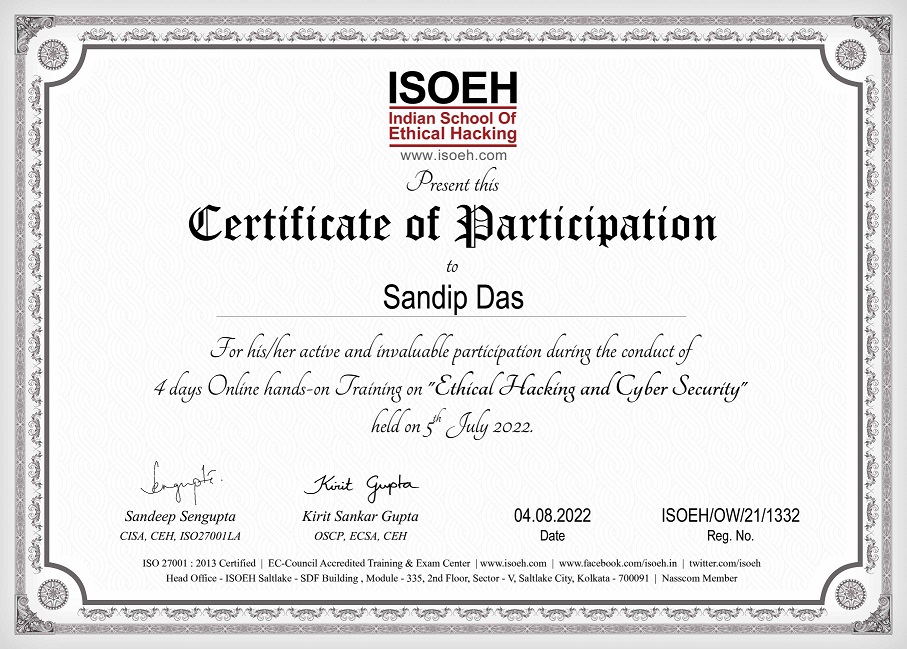 ISOEH
Indian School Of
Ethical Hacking
www.isoeh.com
Present this
Certificate of Participation
to
Sandip Das
For his/her active and invaluable participation during the conduct of
4 days Online hands-on Training on "Ethical Hacking and Cyber Security"
held on 5th July 2022.
Sengupta.
Kirit Gupta
Sandeep Sengupta
CISA, CEH, ISO27001LA
Kirit Sankar Gupta
OSCP, ECSA, CEH
04.08.2022
Date
ISOEH/OW/21/1332
Reg. No.
ISO 27001 : 2013 Certified | EC-Council Accredited Training & Exam Center | www.isoeh.com | www.facebook.com/isoeh.in | twitter.com/isoeh
Head Office - ISOEH Saltlake - SDF Building , Module - 335, 2nd Floor, Sector - V, Saltlake City, Kolkata - 700091 | Nasscom Member